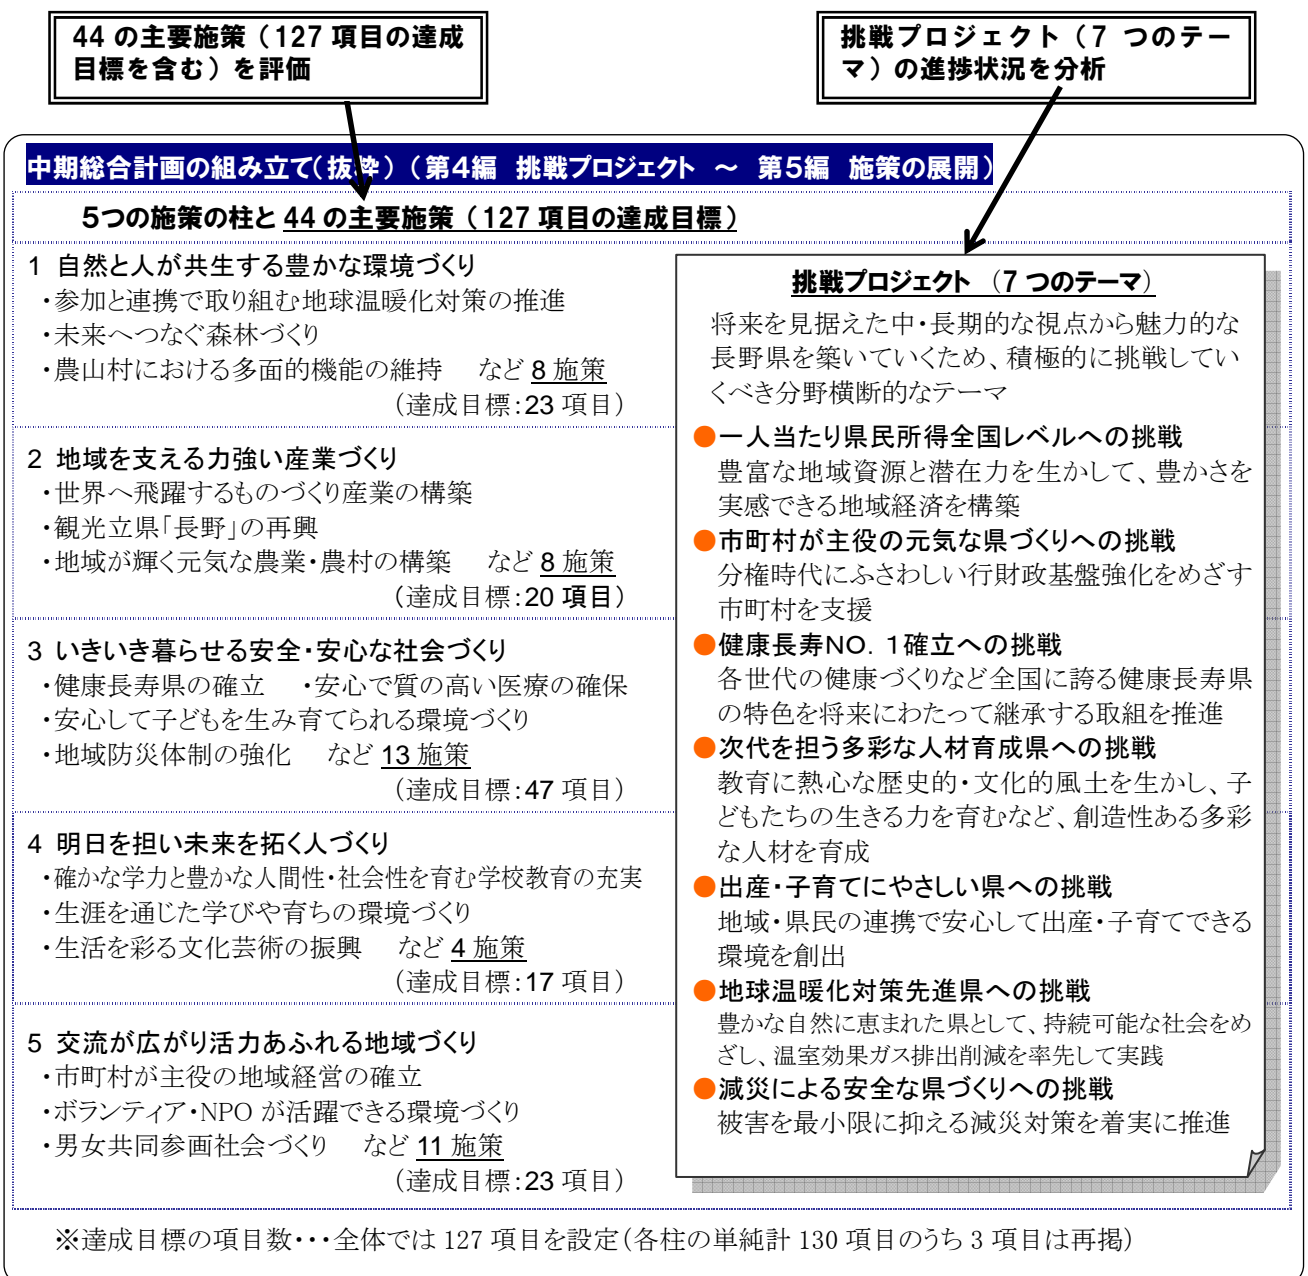 44 の主要施策（127 項目の達成
目標を含む）を評価
挑戦プロジェクト（7 つのテー
マ）の進捗状況を分析
中期総合計画の組み立て（抜粋）（第４編 挑戦プロジェクト ～ 第５編 施策の展開）
５つの施策の柱と 44 の主要施策（127 項目の達成目標）
1 自然と人が共生する豊かな環境づくり
・参加と連携で取り組む地球温暖化対策の推進
・未来へつなぐ森林づくり
・農山村における多面的機能の維持 など 8 施策
（達成目標：23 項目）
2 地域を支える力強い産業づくり
・世界へ飛躍するものづくり産業の構築
・観光立県「長野」の再興
・地域が輝く元気な農業・農村の構築 など 8 施策
（達成目標：20 項目）
3 いきいき暮らせる安全・安心な社会づくり
・健康長寿県の確立 ・安心で質の高い医療の確保
・安心して子どもを生み育てられる環境づくり
・地域防災体制の強化 など 13 施策
（達成目標：47 項目）
4 明日を担い未来を拓く人づくり
・確かな学力と豊かな人間性・社会性を育む学校教育の充実
・生涯を通じた学びや育ちの環境づくり
・生活を彩る文化芸術の振興 など 4 施策
（達成目標：17 項目）
5 交流が広がり活力あふれる地域づくり
・市町村が主役の地域経営の確立
・ボランティア・NPO が活躍できる環境づくり
・男女共同参画社会づくり など 11 施策
（達成目標：23 項目）
挑戦プロジェクト （7 つのテーマ）
将来を見据えた中・長期的な視点から魅力的な
長野県を築いていくため、積極的に挑戦してい
くべき分野横断的なテーマ
●一人当たり県民所得全国レベルへの挑戦
豊富な地域資源と潜在力を生かして、豊かさを
実感できる地域経済を構築
●市町村が主役の元気な県づくりへの挑戦
分権時代にふさわしい行財政基盤強化をめざす
市町村を支援
●健康長寿ＮＯ．１確立への挑戦
各世代の健康づくりなど全国に誇る健康長寿県
の特色を将来にわたって継承する取組を推進
●次代を担う多彩な人材育成県への挑戦
教育に熱心な歴史的・文化的風土を生かし、子
どもたちの生きる力を育むなど、創造性ある多彩
な人材を育成
●出産・子育てにやさしい県への挑戦
地域・県民の連携で安心して出産・子育てできる
環境を創出
●地球温暖化対策先進県への挑戦
豊かな自然に恵まれた県として、持続可能な社会をめ
ざし、温室効果ガス排出削減を率先して実践
●減災による安全な県づくりへの挑戦
被害を最小限に抑える減災対策を着実に推進
※達成目標の項目数・・・全体では 127 項目を設定（各柱の単純計 130 項目のうち 3 項目は再掲）